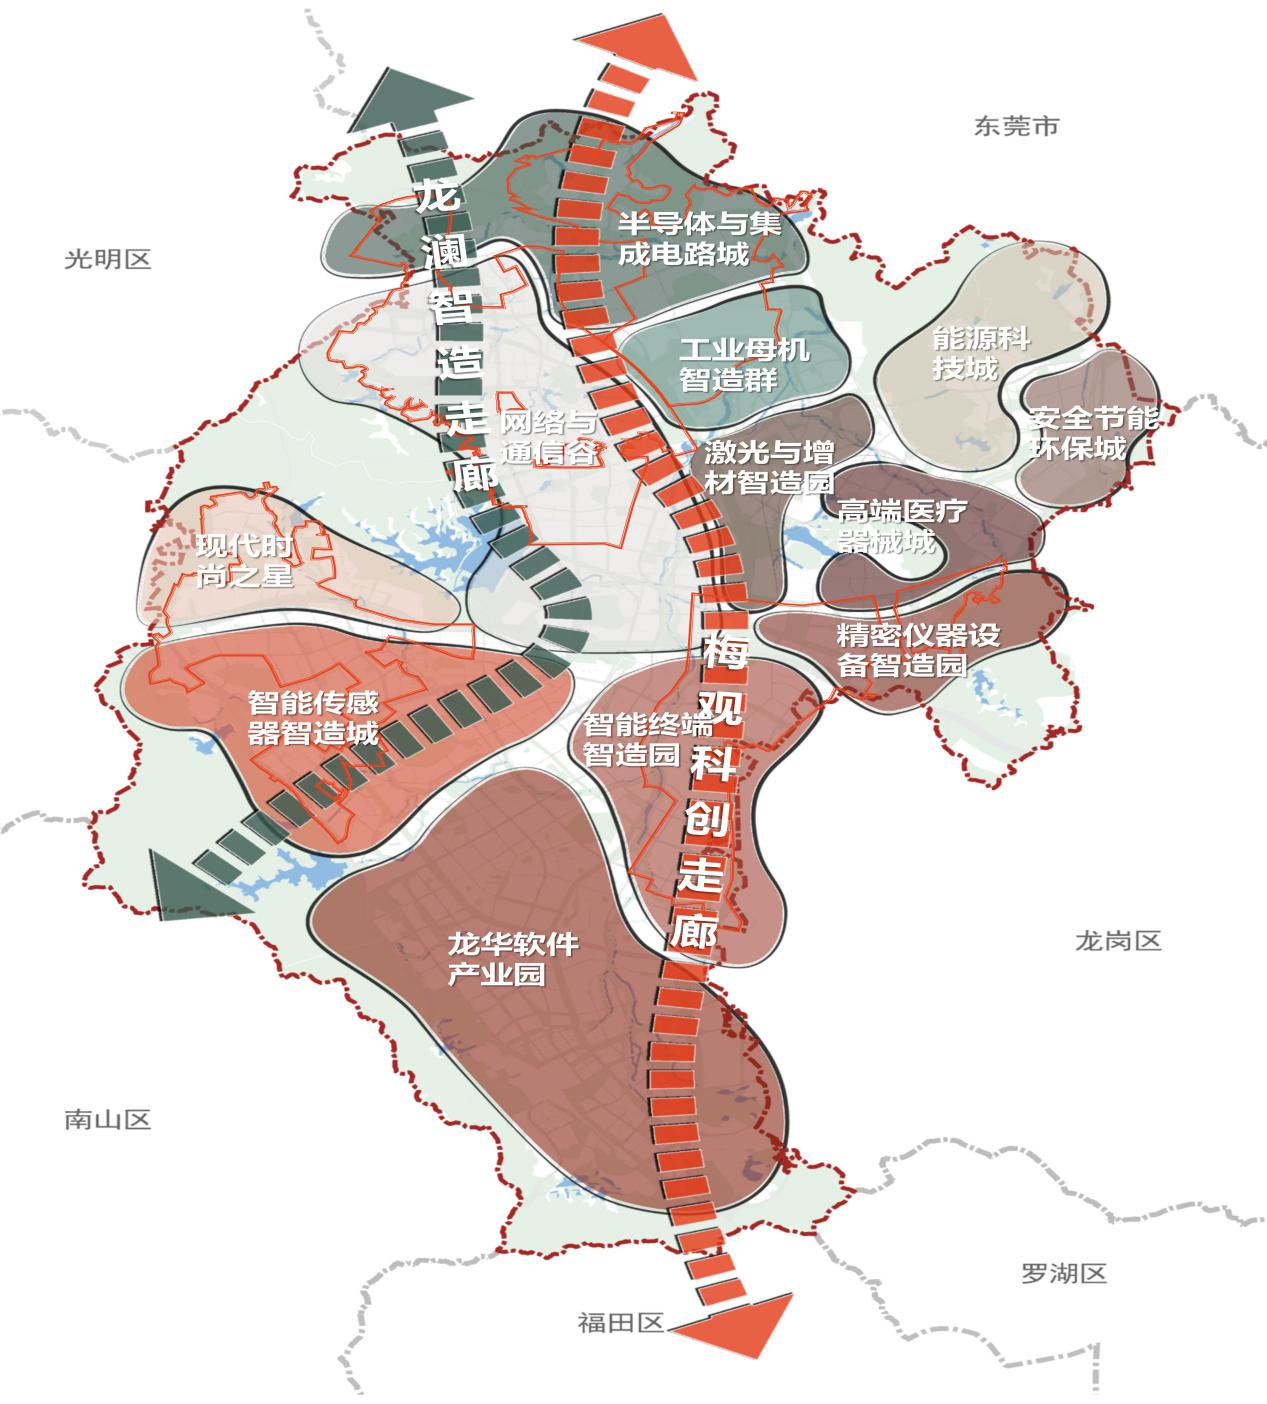 东莞市
光明区
龙澜智造走廊
半导体与集
成电路城
工业母机
智造群
能源科
技城
网络与
通信谷
安全节能
环保城
激光与增
材智造园
高端医疗
器械城
现代时
尚之星
精密仪器设
备智造园
梅观科创走廊
智能传感
器智造城
智能终端
智造园
龙华软件
产业园
龙岗区
南山区
罗湖区
福田区